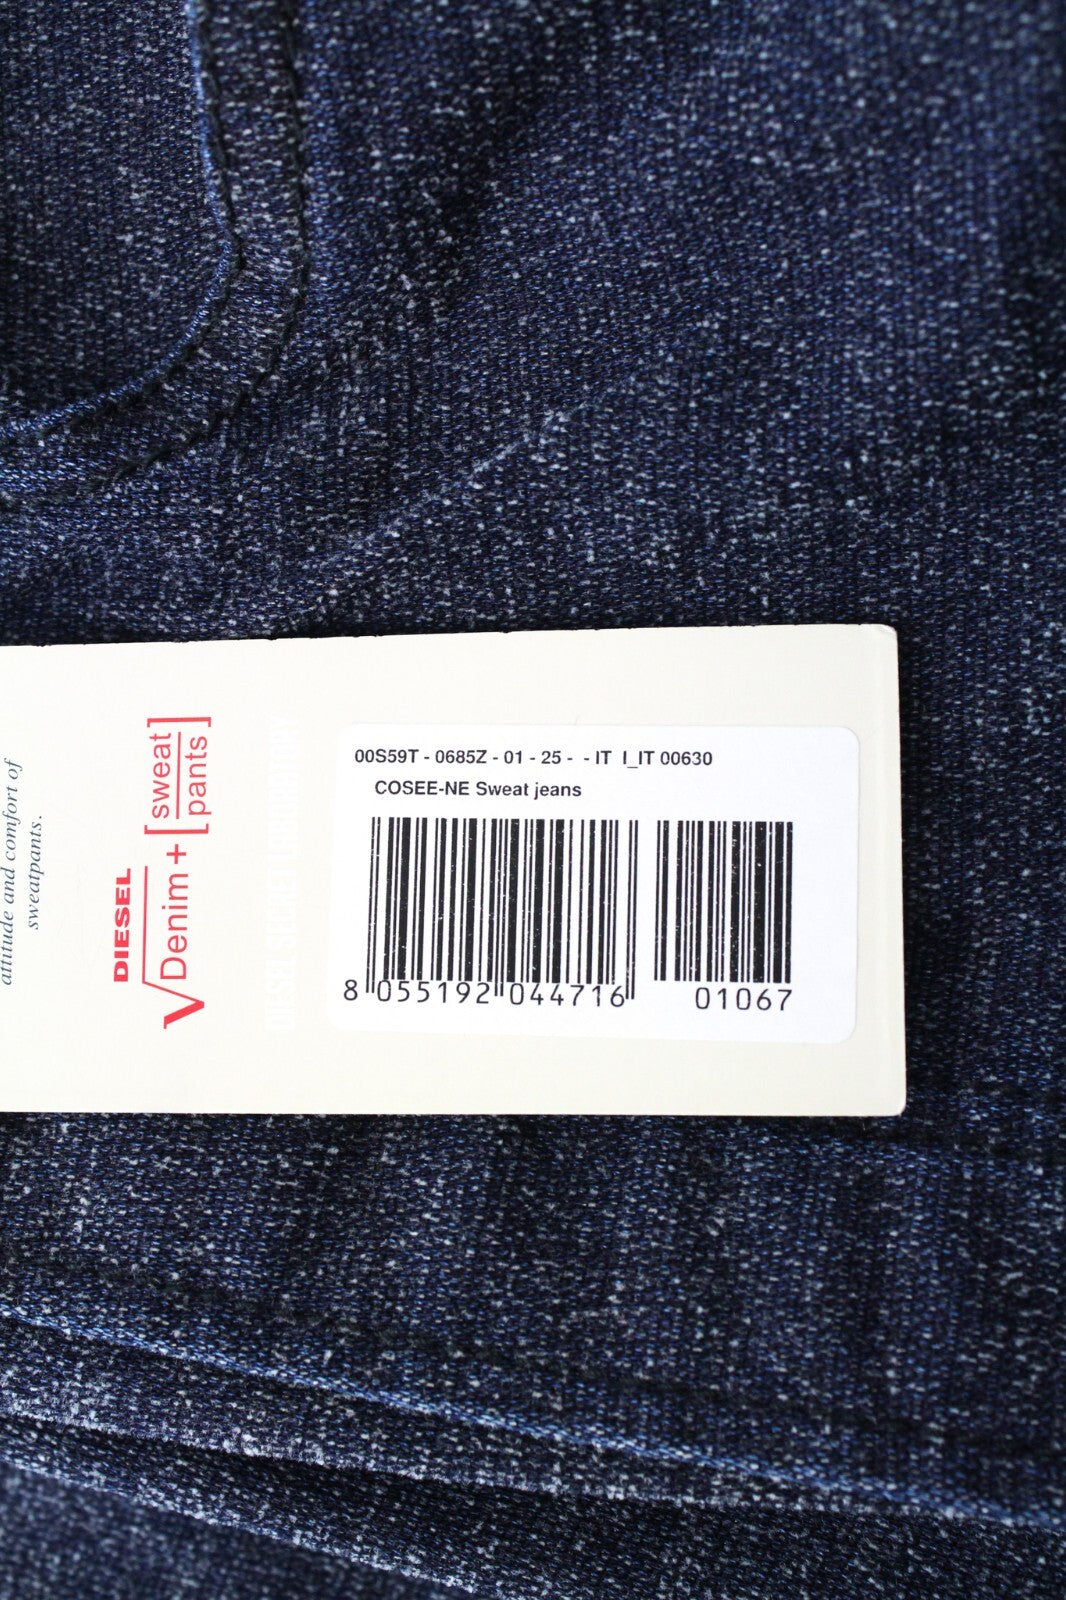 attitude and comfort of
sweatpants.
DIESEL
√Denim + [sweat
pants]
00S59T - 0685Z - 01 - 25 -  - IT  I_IT 00630
COSEE-NE Sweat jeans
8 055192 044716 01067